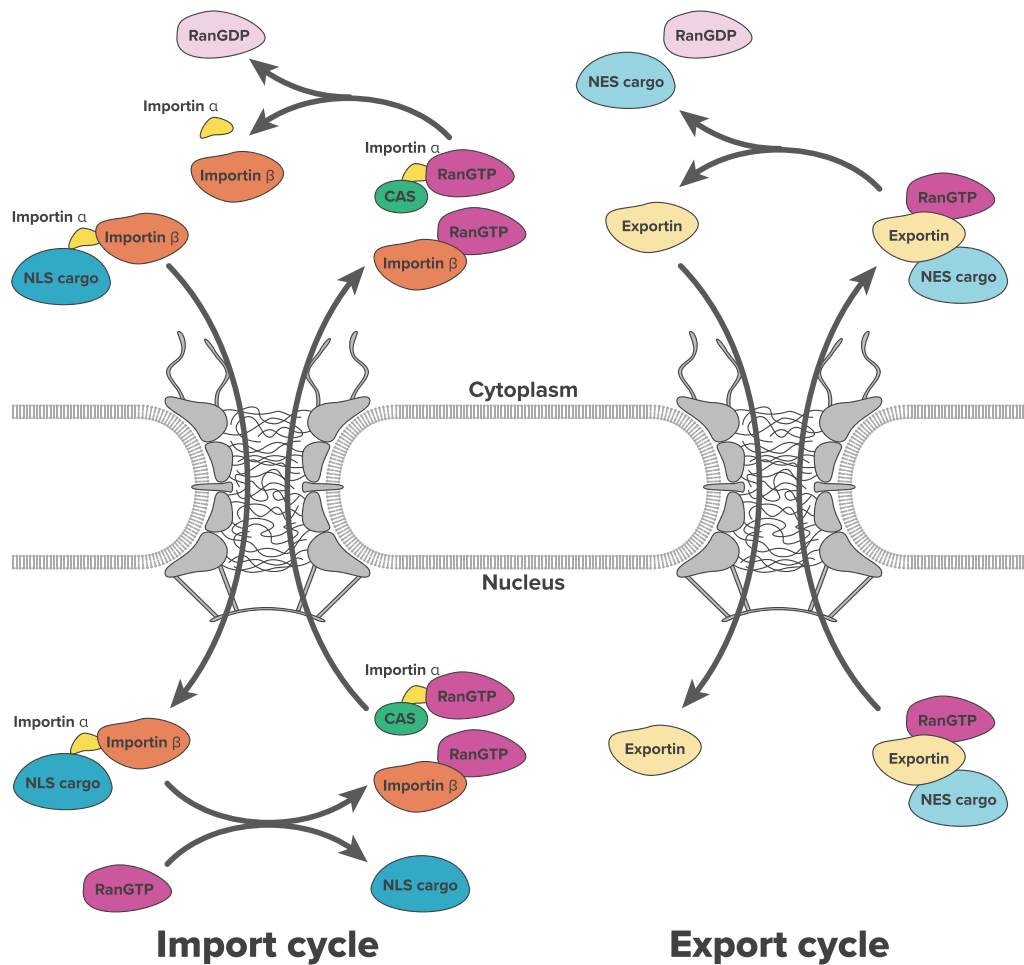 RanGDP
Importin α
Importin β
Importin α
RanGTP
CAS
RanGTP
Importin β
Importin α
Importin β
NLS cargo
RanGDP
NES cargo
Exportin
RanGTP
Exportin
NES cargo
Cytoplasm
Nucleus
Importin α
Importin β
NLS cargo
Importin α
RanGTP
CAS
RanGTP
Importin β
RanGTP
NLS cargo
Exportin
RanGTP
Exportin
NES cargo
Import cycle
Export cycle